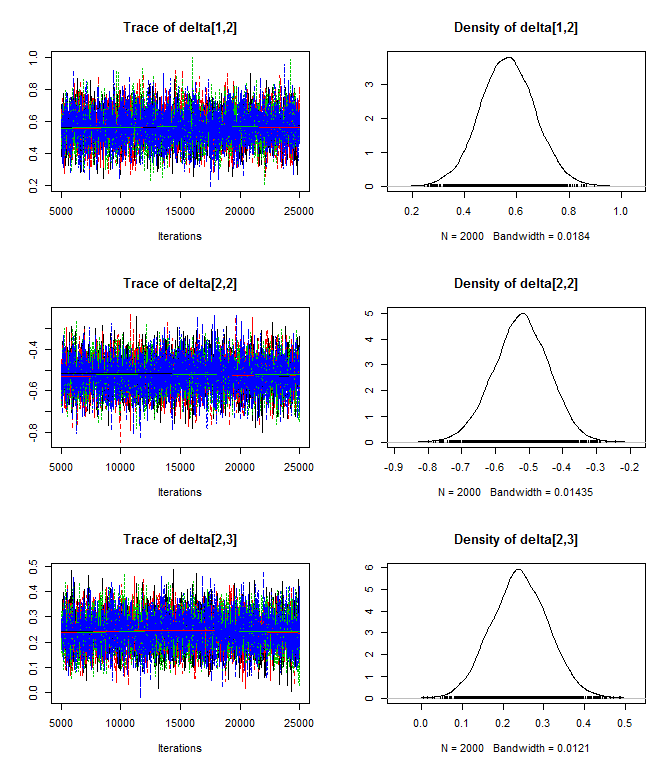 Trace of delta[1,2]
1.0
0.8
0.6
0.4
0.2
5000 10000 15000 20000 25000
Iterations
Density of delta[1,2]
3
2
1
0
0.2 0.4 0.6 0.8 1.0
N = 2000 Bandwidth = 0.0184
Trace of delta[2,2]
-0.4
-0.6
-0.8
5000 10000 15000 20000 25000
Iterations
Density of delta[2,2]
5
4
3
2
1
0
-0.9 -0.8 -0.7 -0.6 -0.5 -0.4 -0.3 -0.2
N = 2000 Bandwidth = 0.01435
Trace of delta[2,3]
0.5
0.4
0.3
0.2
0.1
0.0
5000 10000 15000 20000 25000
Iterations
Density of delta[2,3]
6
5
4
3
2
1
0
0.0 0.1 0.2 0.3 0.4 0.5
N = 2000 Bandwidth = 0.0121